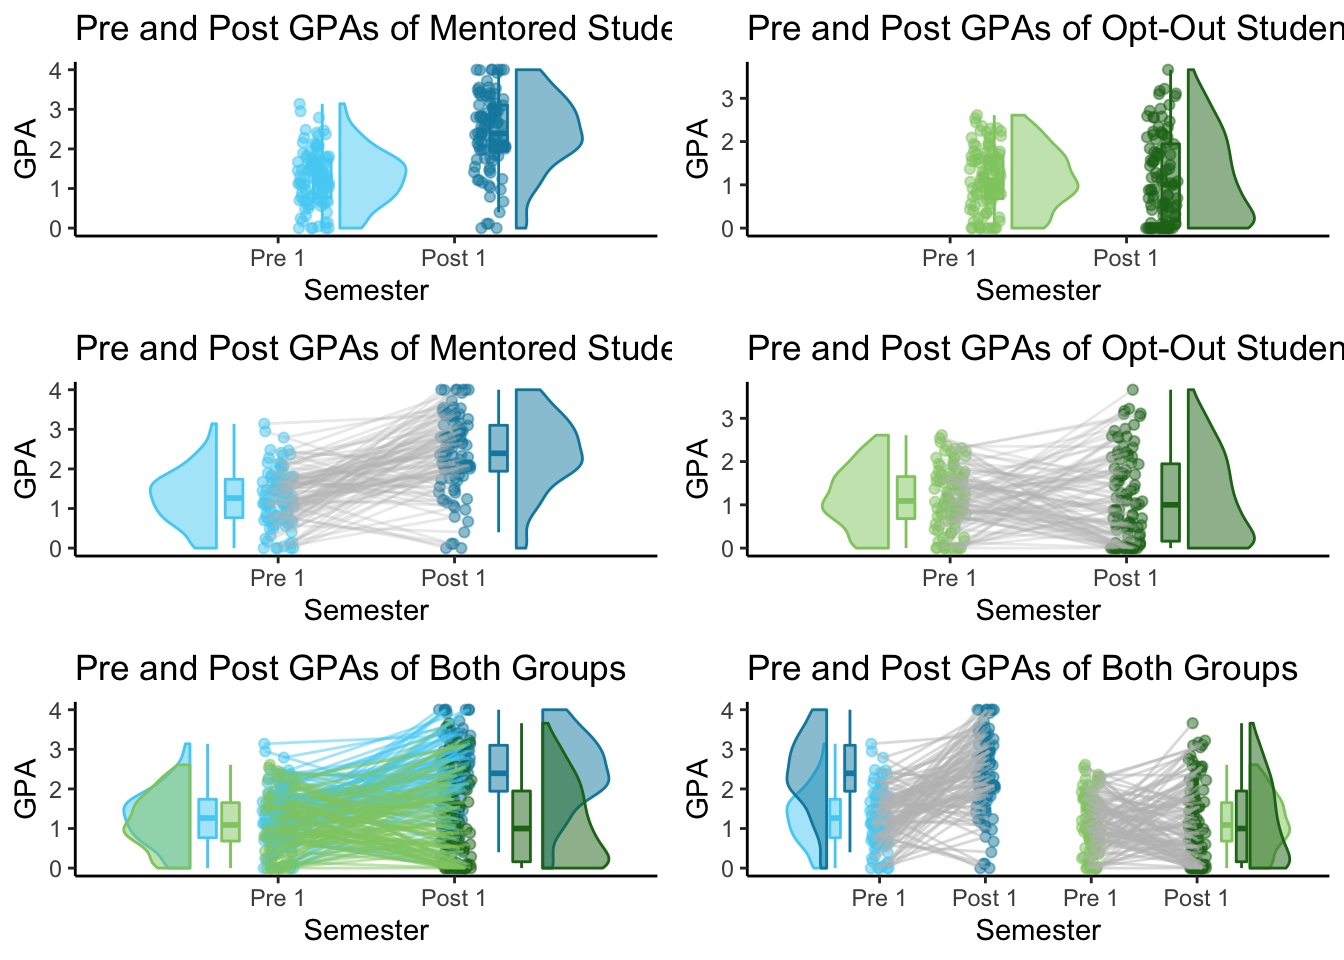 Pre and Post GPAs of Mentored Stude
GPA
4
3
2
1
0
Pre 1 Post 1
Semester
Pre and Post GPAs of Opt-Out Studen
GPA
3
2
1
0
Pre 1 Post 1
Semester
Pre and Post GPAs of Mentored Stude
GPA
4
3
2
1
0
Pre 1 Post 1
Semester
Pre and Post GPAs of Opt-Out Studen
GPA
3
2
1
0
Pre 1 Post 1
Semester
Pre and Post GPAs of Both Groups
GPA
4
3
2
1
0
Pre 1 Post 1
Semester
Pre and Post GPAs of Both Groups
GPA
4
3
2
1
0
Pre 1 Post 1 Pre 1 Post 1
Semester